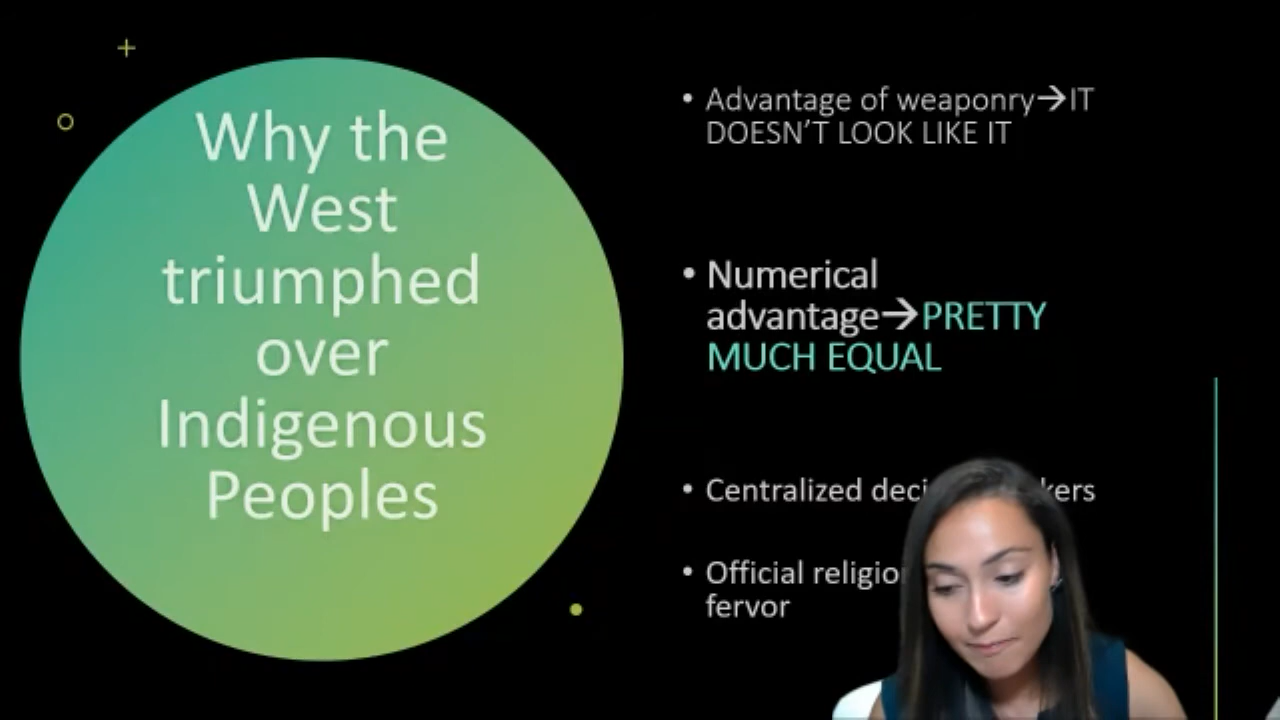 Why the
West
triumphed
over
Indigenous
Peoples
• Advantage of weaponry→IT
DOESN'T LOOK LIKE IT
• Numerical
advantage→PRETTY
MUCH EQUAL
• Centralized
• Official
fervor